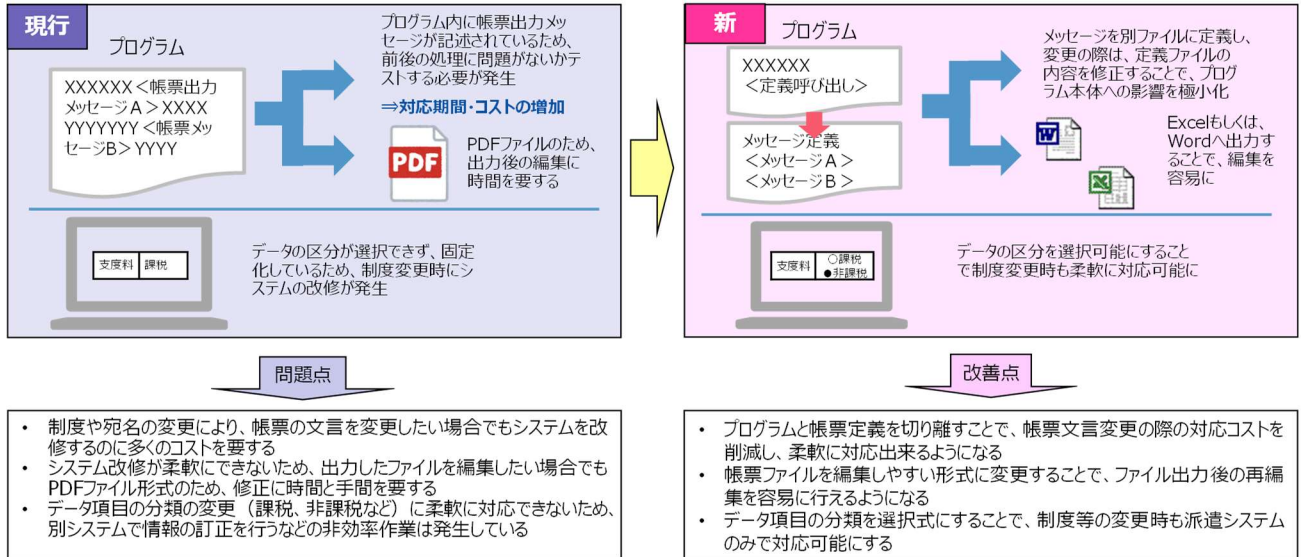 現行
プログラム
XXXXXX<帳票出力
メッセージA>XXXX
YYYYYYY<帳票メッ
セージB>YYYY
プログラム内に帳票出力メッ
セージが記述されているため、
前後の処理に問題がないかテ
ストする必要が発生
⇒対応期間・コストの増加
PDF
PDFファイルのため、
出力後の編集に
時間を要する
支度料
課税
データの区分が選択できず、固定
化しているため、制度変更時にシ
ステムの改修が発生
新
プログラム
XXXXXX
<定義呼び出し>
メッセージ定義
<メッセージA>
<メッセージB>
メッセージを別ファイルに定義し、
変更の際は、定義ファイルの
内容を修正することで、プログ
ラム本体への影響を極小化
W
X
Excelもしくは、
Wordへ出力す
ることで、編集を
容易に
支度料
○課税
●非課税
データの区分を選択可能にすること
で制度変更時も柔軟に対応可能に
問題点
• 制度や宛名の変更により、帳票の文言を変更したい場合でもシステムを改
修するのに多くのコストを要する
• システム改修が柔軟にできないため、出力したファイルを編集したい場合でも
PDFファイル形式のため、修正に時間と手間を要する
• データ項目の分類の変更（課税、非課税など）に柔軟に対応できないため、
別システムで情報の訂正を行うなどの非効率作業は発生している
改善点
• プログラムと帳票定義を切り離すことで、帳票文言変更の際の対応コストを
削減し、柔軟に対応出来るようになる
• 帳票ファイルを編集しやすい形式に変更することで、ファイル出力後の再編
集を容易に行えるようになる
• データ項目の分類を選択式にすることで、制度等の変更時も派遣システム
のみで対応可能にする